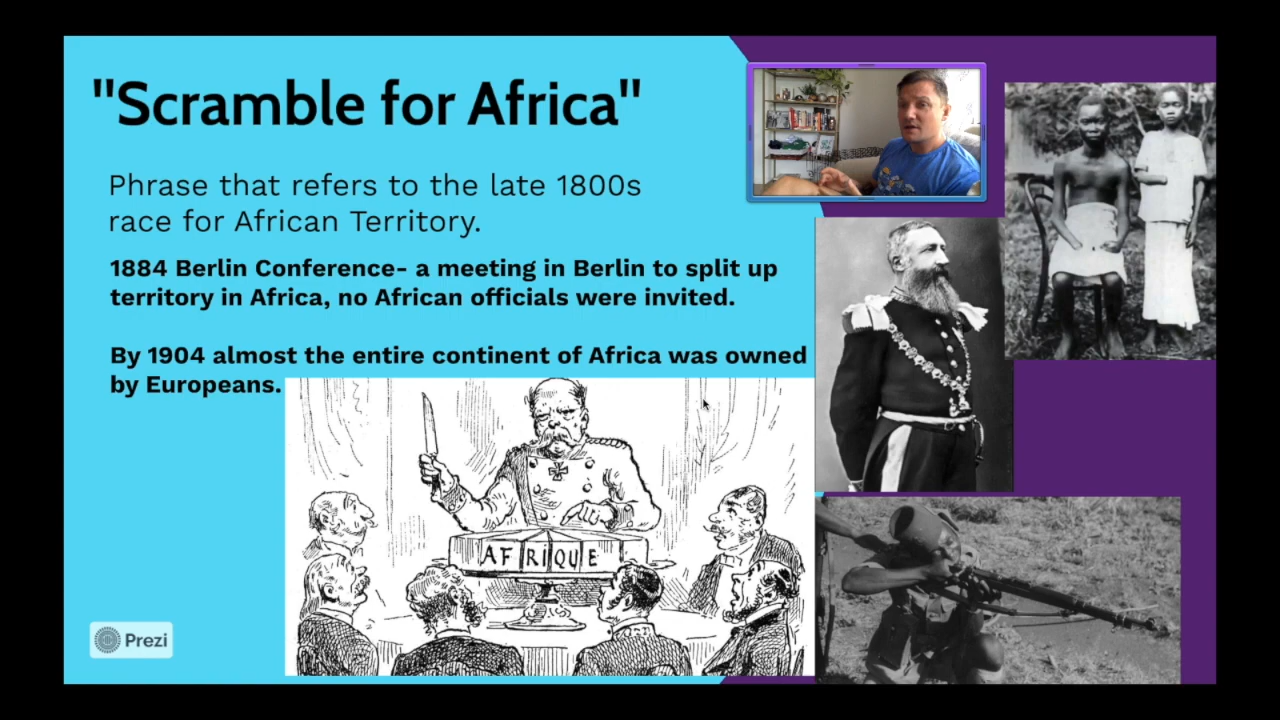 "Scramble for Africa"
Phrase that refers to the late 1800s
race for African Territory.
1884 Berlin Conference- a meeting in Berlin to split up
territory in Africa, no African officials were invited.
By 1904 almost the entire continent of Africa was owned
by Europeans.
AFRIQUE
Prezi